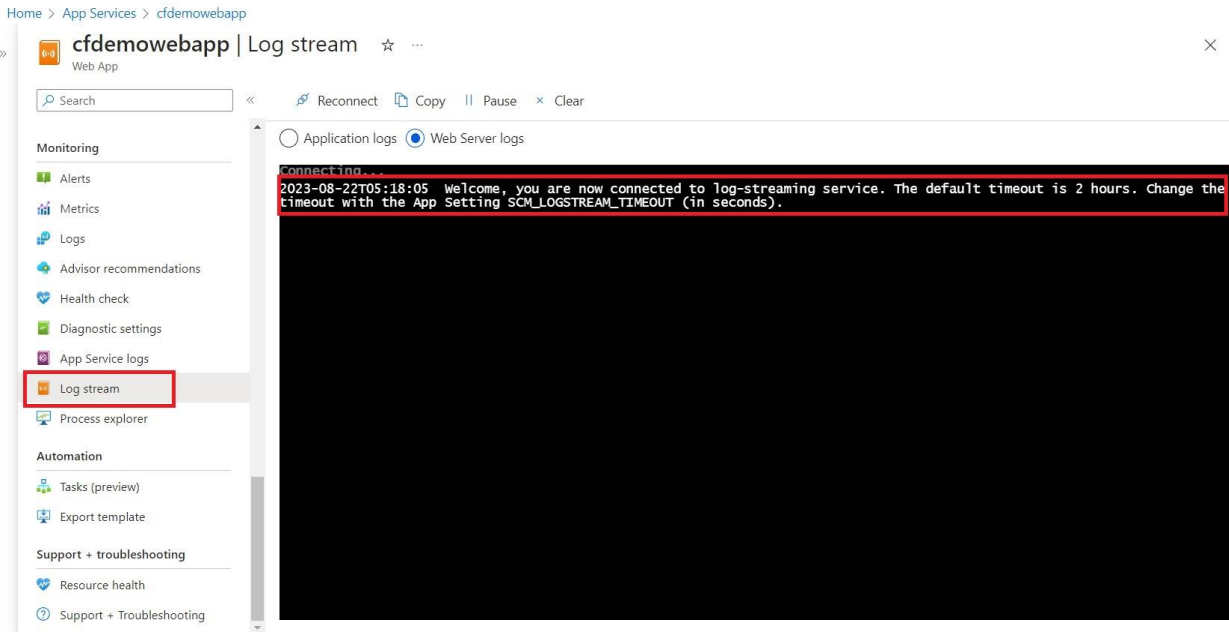 Home > App Services > cfdemowebapp
»
cfdemowebapp | Log stream ☆ ...
Web App
Search
«
Reconnect Copy Pause × Clear
Application logs Web Server logs
Monitoring
Alerts
Metrics
Logs
Advisor recommendations
Health check
Diagnostic settings
App Service logs
Log stream
Process explorer
Automation
Tasks (preview)
Export template
Support + troubleshooting
Resource health
Support + Troubleshooting
Connecting...
2023-08-22T05:18:05  Welcome, you are now connected to log-streaming service. The default timeout is 2 hours. Change the
timeout with the App Setting SCM_LOGSTREAM_TIMEOUT (in seconds).